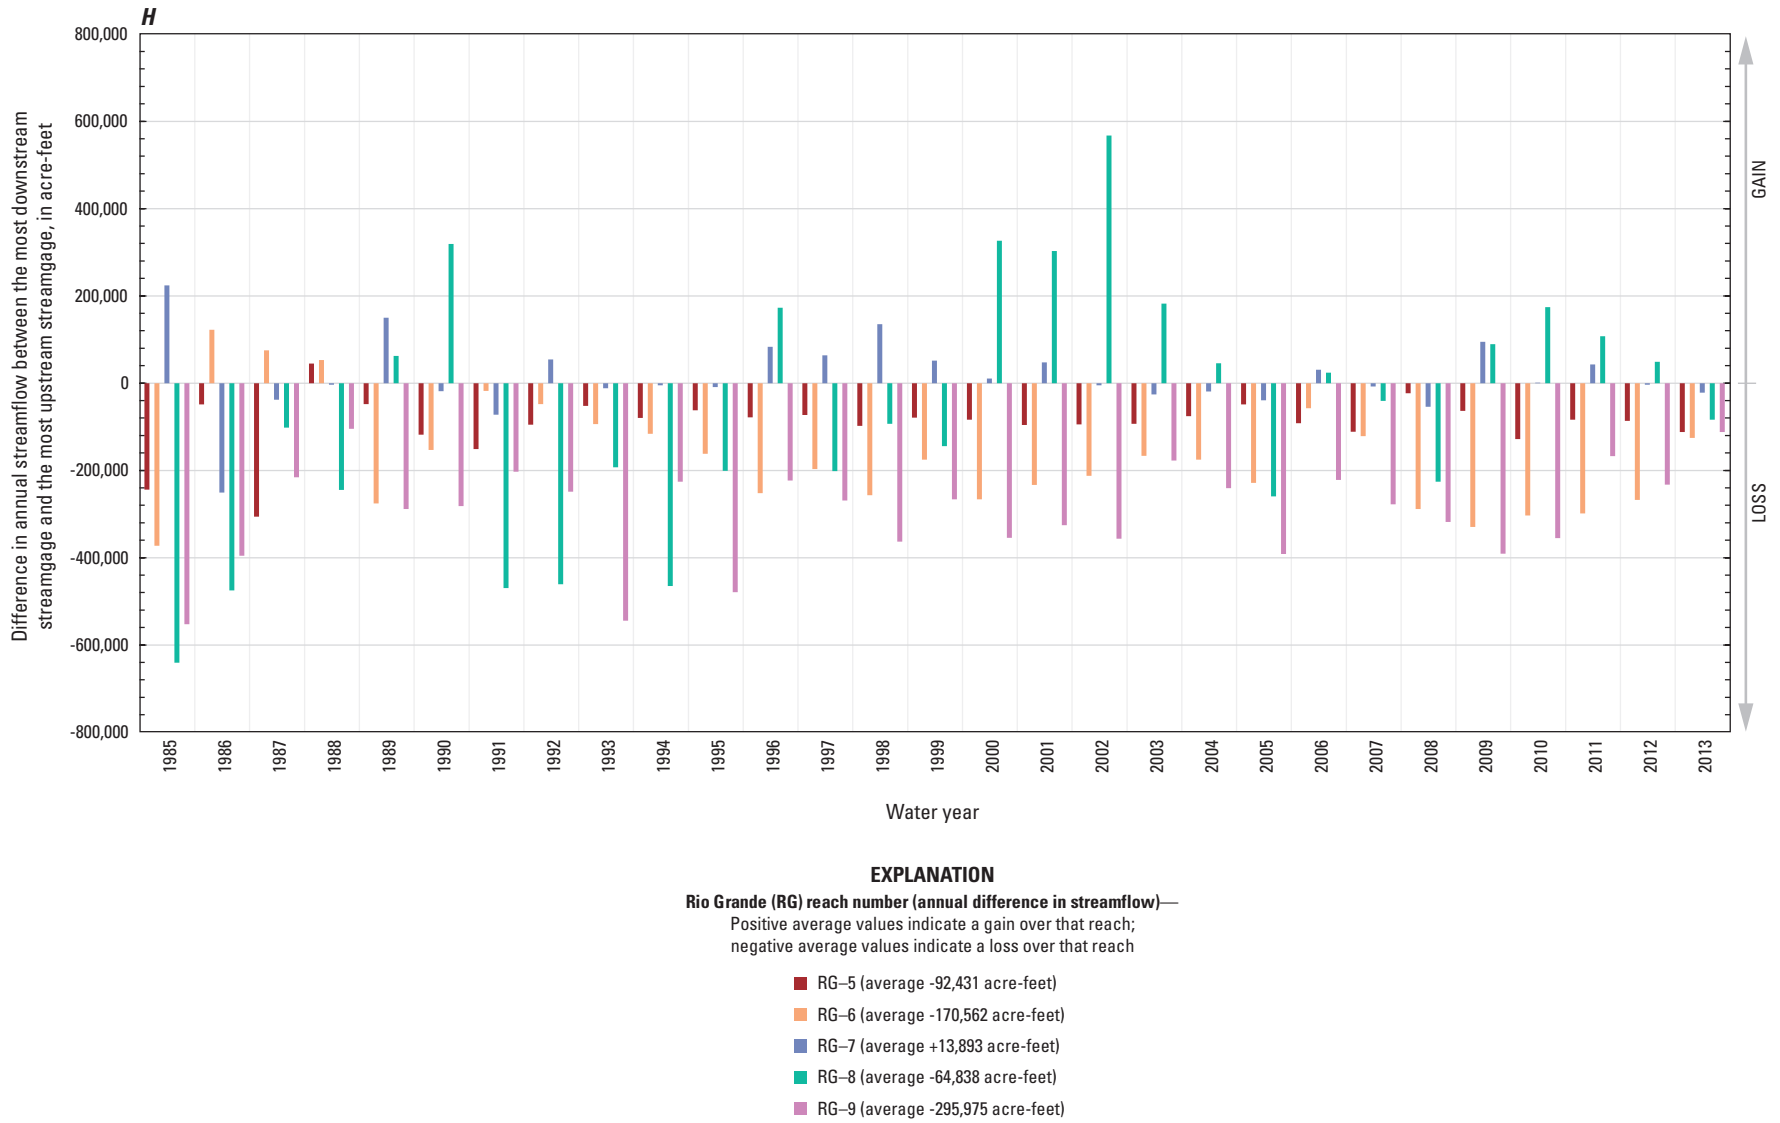 H
800,000
600,000
400,000
200,000
0
-200,000
-400,000
-600,000
-800,000
Difference in annual streamflow between the most downstream
streamgage and the most upstream streamgage, in acre-feet
GAIN
LOSS
1985
1986
1987
1988
1989
1990
1991
1992
1993
1994
1995
1996
1997
1998
1999
2000
2001
2002
2003
2004
2005
2006
2007
2008
2009
2010
2011
2012
2013
Water year
EXPLANATION
Rio Grande (RG) reach number (annual difference in streamflow)—
Positive average values indicate a gain over that reach;
negative average values indicate a loss over that reach
RG–5 (average -92,431 acre-feet)
RG–6 (average -170,562 acre-feet)
RG–7 (average +13,893 acre-feet)
RG–8 (average -64,838 acre-feet)
RG–9 (average -295,975 acre-feet)